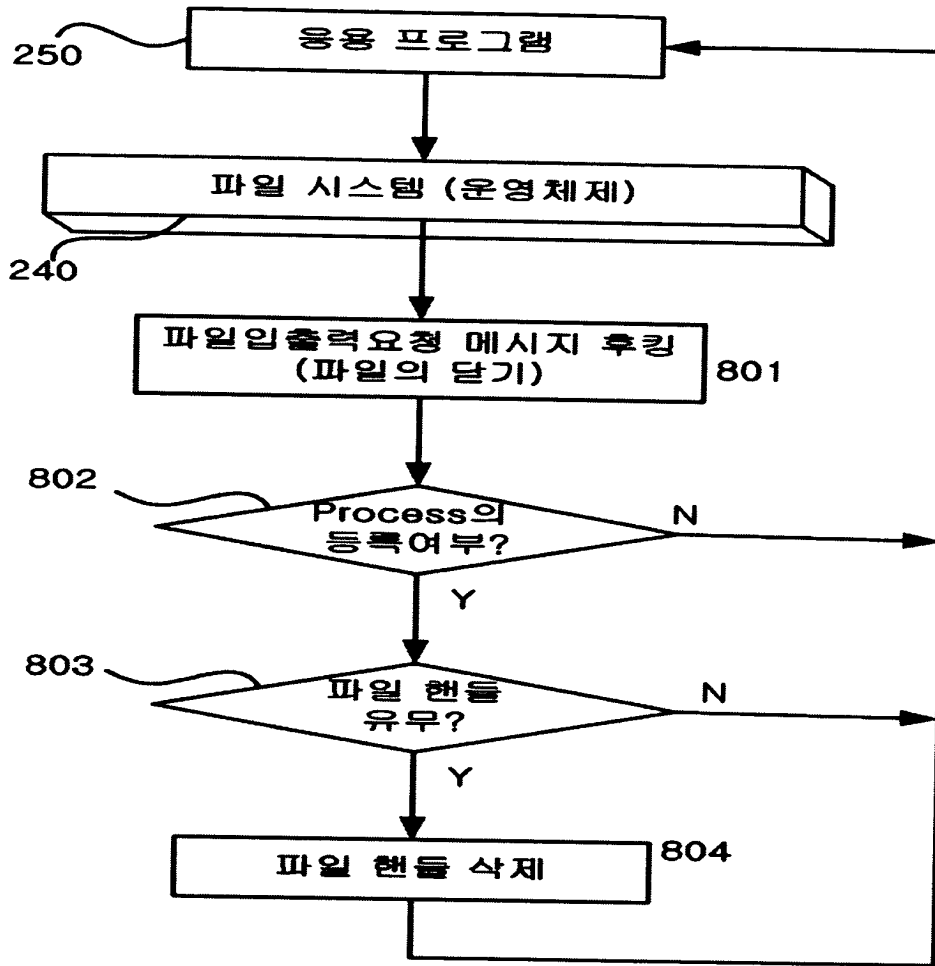 응용 프로그램
250
파일 시스템 (운영체제)
240
파일입출력요청 메시지 후킹
(파일의 닫기)
801
802
Process의
등록여부?
N
Y
803
파일 핸들
유무?
N
Y
파일 핸들 삭제
804